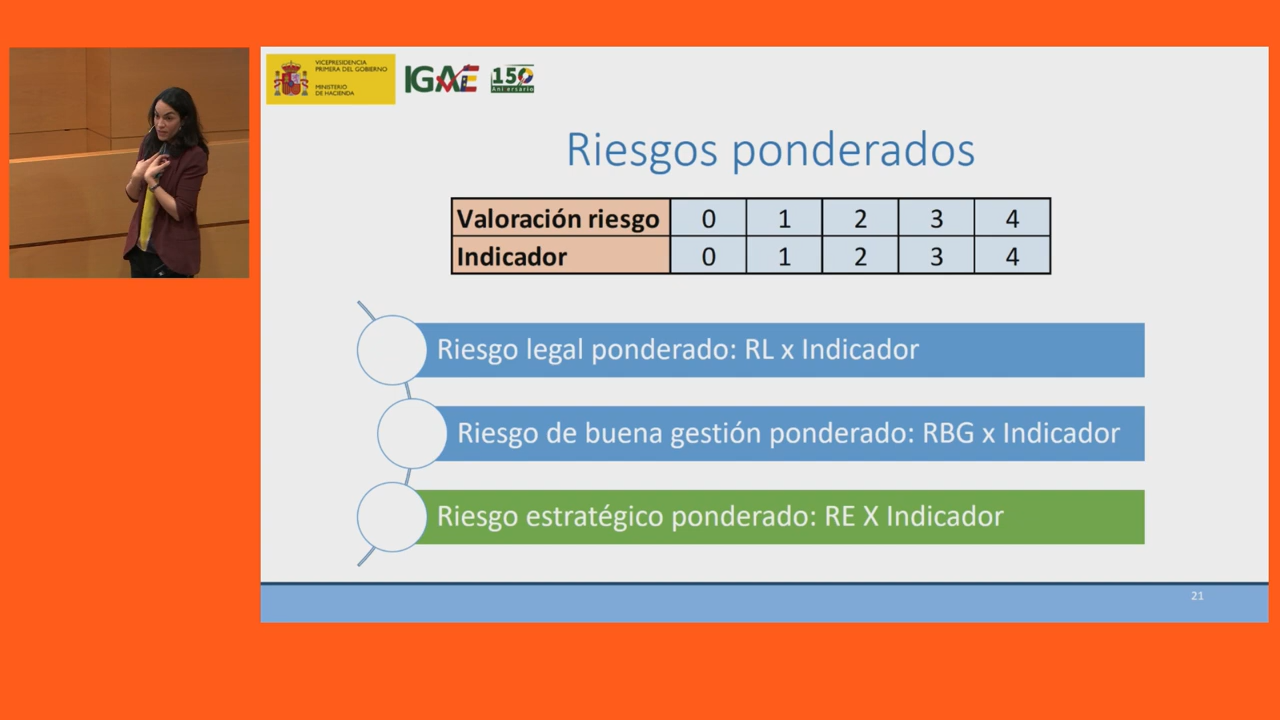 VICEPRESIDENCIA
PRIMERA DEL GOBIERNO
MINISTERIO
DE HACIENDA
IGAE
150
Aniversario
Riesgos ponderados
Valoración riesgo 0 1 2 3 4
Indicador 0 1 2 3 4
Riesgo legal ponderado: RL x Indicador
Riesgo de buena gestión ponderado: RBG x Indicador
Riesgo estratégico ponderado: RE X Indicador
21